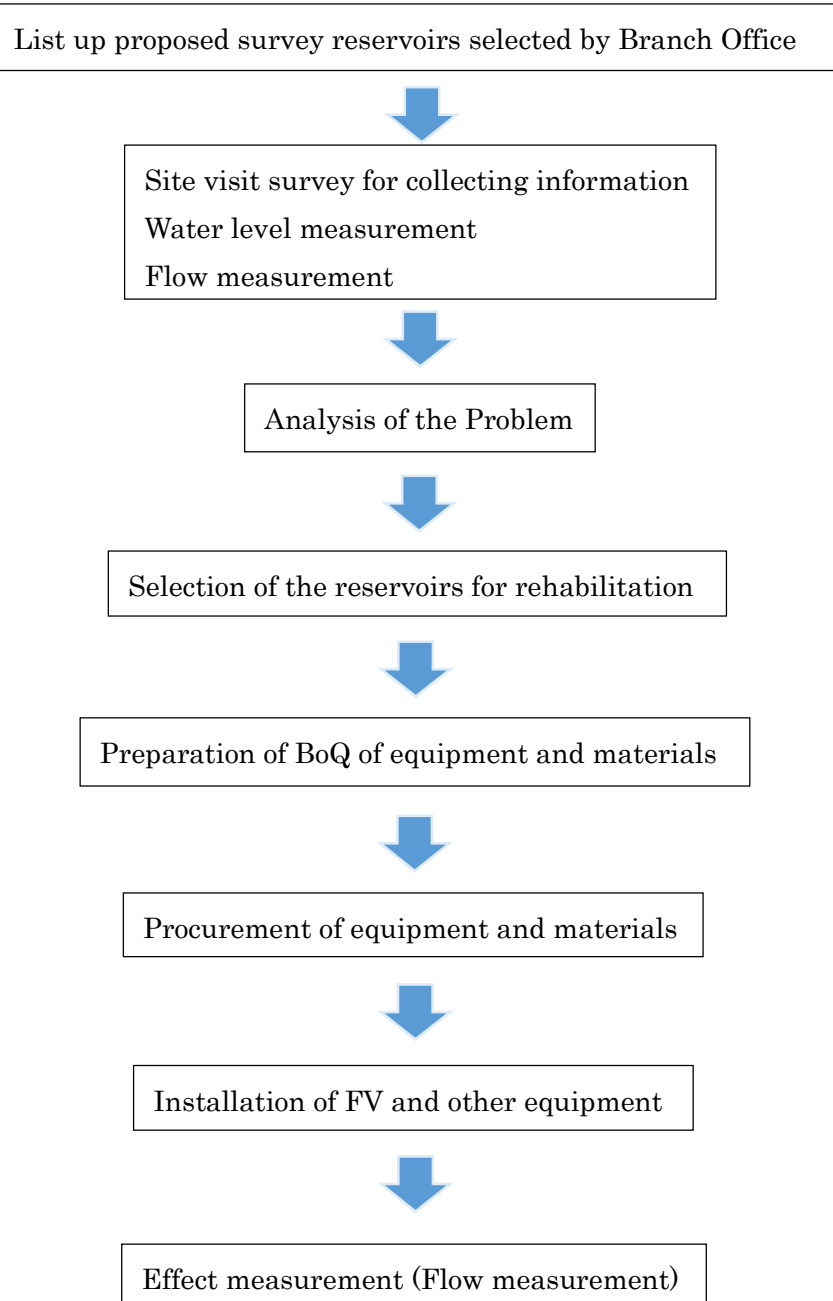 List up proposed survey reservoirs selected by Branch Office
Site visit survey for collecting information
Water level measurement
Flow measurement
Analysis of the Problem
Selection of the reservoirs for rehabilitation
Preparation of BoQ of equipment and materials
Procurement of equipment and materials
Installation of FV and other equipment
Effect measurement (Flow measurement)